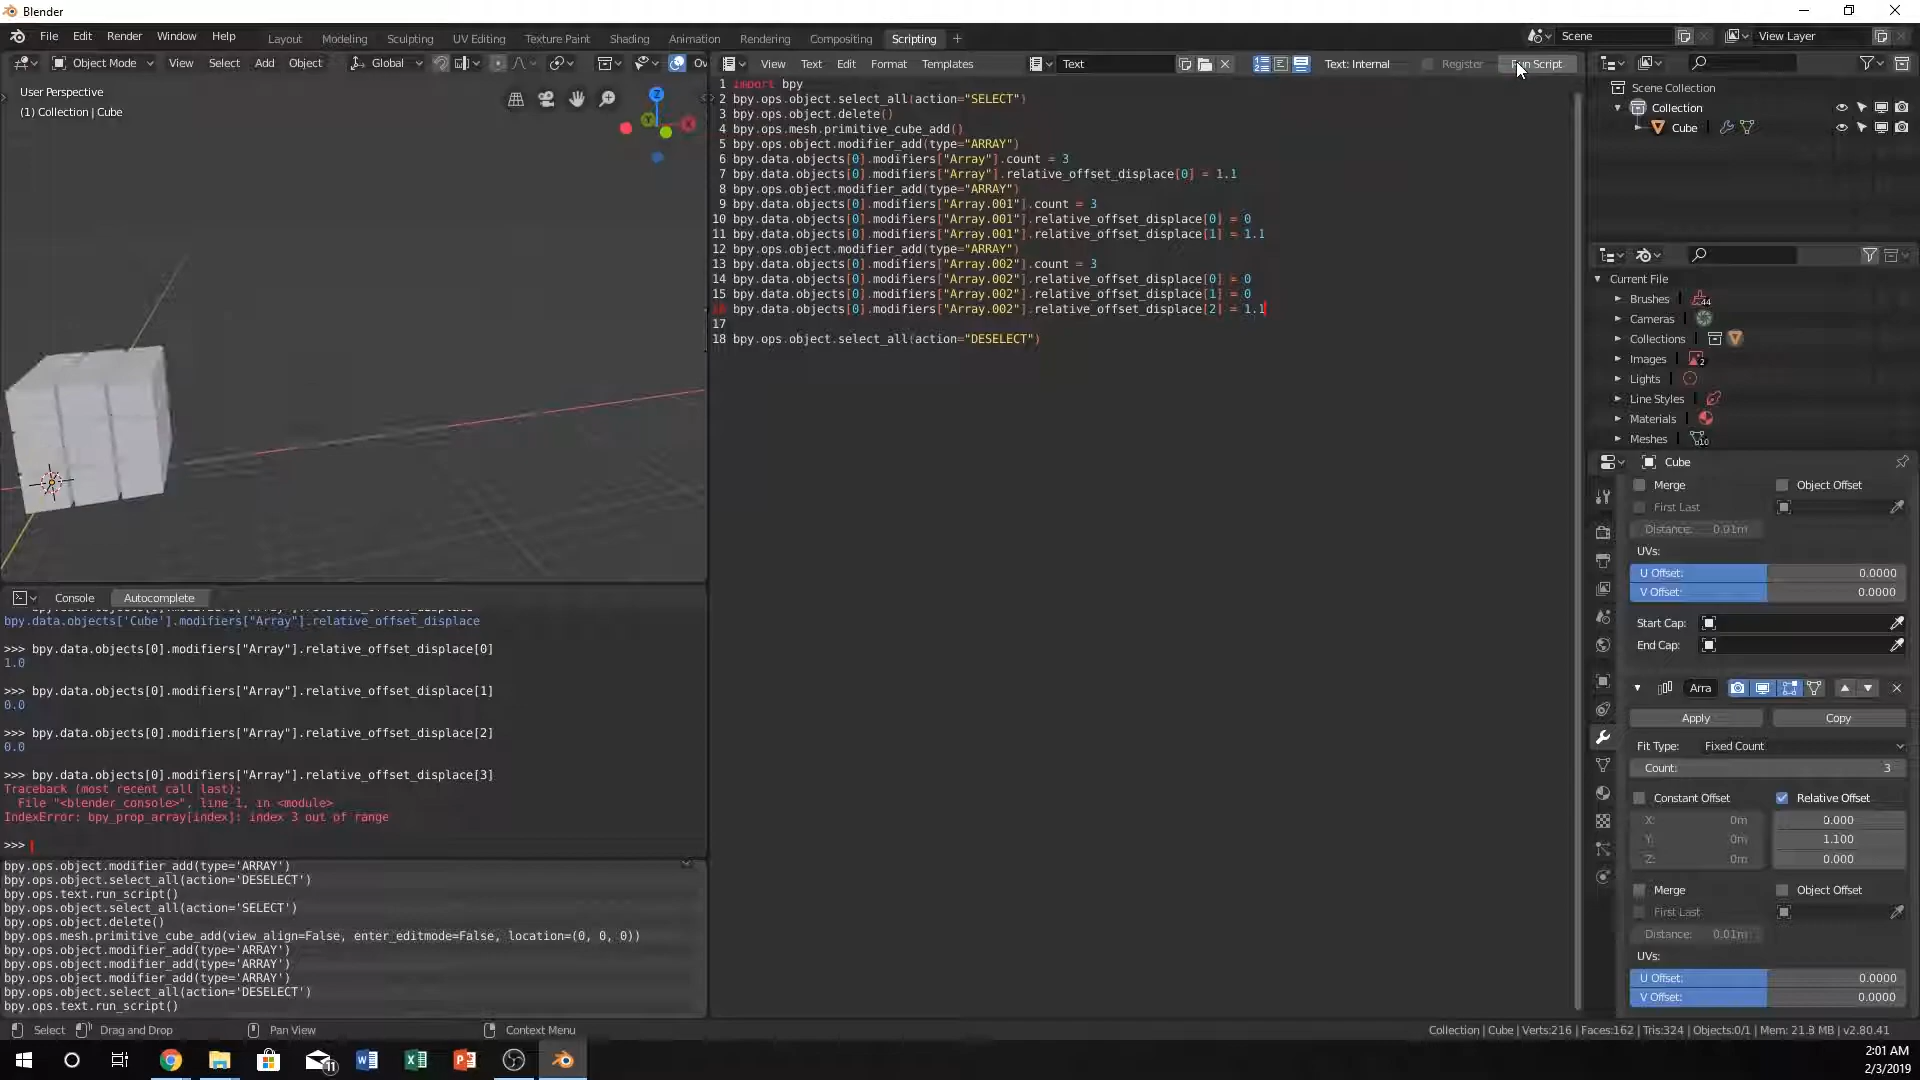 Blender
File Edit Render Window Help Layout Modeling Sculpting UV Editing Texture Paint Shading Animation Rendering Compositing Scripting + Scene View Layer
Object Mode View Select Add Object Global Ov
View Text Edit Format Templates Text Text: Internal Register Run Script
User Perspective
(1) Collection | Cube
1 import bpy
2 bpy.ops.object.select_all(action="SELECT")
3 bpy.ops.object.delete()
4 bpy.ops.mesh.primitive_cube_add()
5 bpy.ops.object.modifier_add(type="ARRAY")
6 bpy.data.objects[0].modifiers["Array"].count = 3
7 bpy.data.objects[0].modifiers["Array"].relative_offset_displace[0] = 1.1
8 bpy.ops.object.modifier_add(type="ARRAY")
9 bpy.data.objects[0].modifiers["Array.001"].count = 3
10 bpy.data.objects[0].modifiers["Array.001"].relative_offset_displace[0] = 0
11 bpy.data.objects[0].modifiers["Array.001"].relative_offset_displace[1] = 1.1
12 bpy.ops.object.modifier_add(type="ARRAY")
13 bpy.data.objects[0].modifiers["Array.002"].count = 3
14 bpy.data.objects[0].modifiers["Array.002"].relative_offset_displace[0] = 0
15 bpy.data.objects[0].modifiers["Array.002"].relative_offset_displace[1] = 0
16 bpy.data.objects[0].modifiers["Array.002"].relative_offset_displace[2] = 1.1
17
18 bpy.ops.object.select_all(action="DESELECT")
Console Autocomplete
bpy.data.objects['Cube'].modifiers["Array"].relative_offset_displace
>>> bpy.data.objects[0].modifiers["Array"].relative_offset_displace[0]
1.0
>>> bpy.data.objects[0].modifiers["Array"].relative_offset_displace[1]
0.0
>>> bpy.data.objects[0].modifiers["Array"].relative_offset_displace[2]
0.0
>>> bpy.data.objects[0].modifiers["Array"].relative_offset_displace[3]
Traceback (most recent call last):
File "<blender_console>", line 1, in <module>
IndexError: bpy_prop_array[index]: index 3 out of range
>>>
bpy.ops.object.modifier_add(type='ARRAY')
bpy.ops.object.select_all(action='DESELECT')
bpy.ops.text.run_script()
bpy.ops.object.select_all(action='SELECT')
bpy.ops.object.delete()
bpy.ops.mesh.primitive_cube_add(view_align=False, enter_editmode=False, location=(0, 0, 0))
bpy.ops.object.modifier_add(type='ARRAY')
bpy.ops.object.modifier_add(type='ARRAY')
bpy.ops.object.modifier_add(type='ARRAY')
bpy.ops.object.select_all(action='DESELECT')
bpy.ops.text.run_script()
Scene Collection
Collection
Cube
Current File
Brushes 44
Cameras
Collections
Images 2
Lights
Line Styles
Materials
Meshes 10
Cube
Merge Object Offset
First Last
Distance: 0.01m
UVs:
U Offset: 0.0000
V Offset: 0.0000
Start Cap:
End Cap:
Arra
Apply Copy
Fit Type: Fixed Count
Count: 3
Constant Offset Relative Offset
X: 0m 0.000
Y: 0m 1.100
Z: 0m 0.000
Merge Object Offset
First Last
Distance: 0.01m
UVs:
U Offset: 0.0000
V Offset: 0.0000
Select Drag and Drop Pan View Context Menu Collection | Cube | Verts:216 | Faces:162 | Tris:324 | Objects:0/1 | Mem: 21.8 MB | v2.80.41
11
2:01 AM
2/3/2019